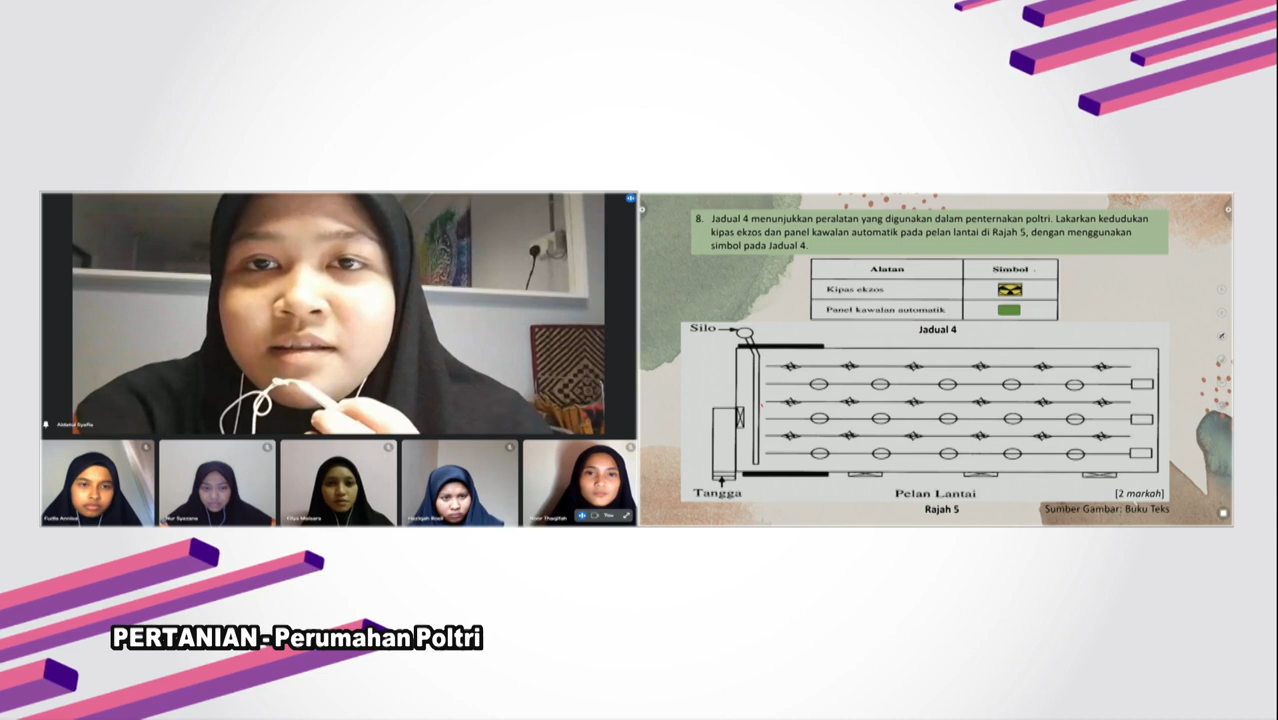 8. Jadual 4 menunjukkan peralatan yang digunakan dalam penternakan poltri. Lakarkan kedudukan
kipas ekzos dan panel kawalan automatik pada pelan lantai di Rajah 5, dengan menggunakan
simbol pada Jadual 4.
Alatan Simbol
Kipas ekzos
Panel kawalan automatik
Jadual 4
Silo
Tangga
Pelan Lantai
[2 markah]
Rajah 5
Sumber Gambar: Buku Teks
You
PERTANIAN - Perumahan Poltri